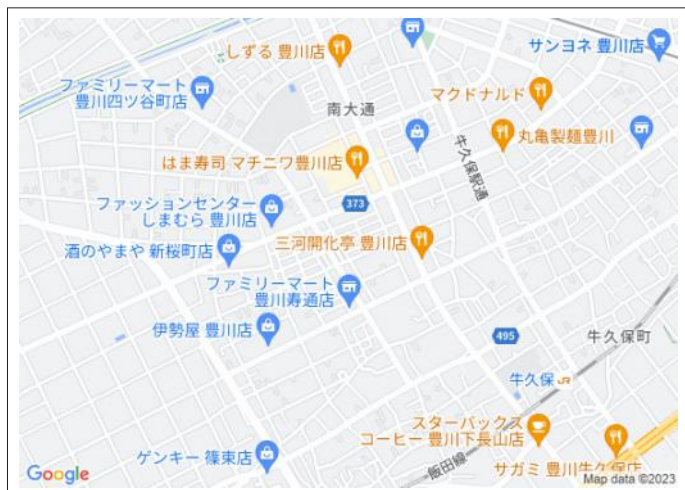 しずる 豊川店
サンヨネ 豊川店
ファミリーマート
豊川四ツ谷町店
南大通
マクドナルド
牛久保駅通
丸亀製麺豊川
はま寿司 マチニワ豊川店
ファッションセンター
しまむら 豊川店
373
酒のやまや 新桜町店
三河開化亭 豊川店
ファミリーマート
豊川寿通店
伊勢屋 豊川店
495
牛久保町
牛久保 JR
スターバックス
コーヒー 豊川下長山店
ゲンキー 篠束店
飯田線
サガミ 豊川牛久保店
Google
Map data ©2023